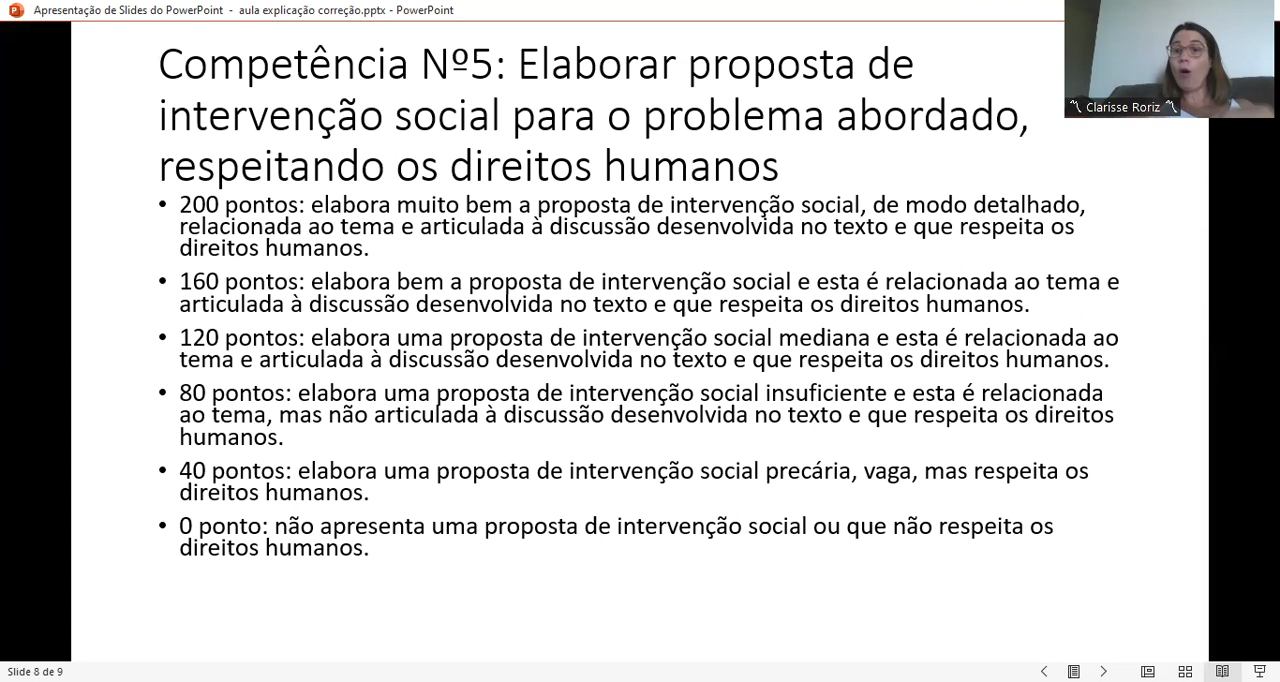 Apresentação de Slides do PowerPoint - aula explicação correção.pptx - PowerPoint
Competência Nº5: Elaborar proposta de
intervenção social para o problema abordado,
respeitando os direitos humanos
Clarisse Roriz
• 200 pontos: elabora muito bem a proposta de intervenção social, de modo detalhado,
relacionada ao tema e articulada à discussão desenvolvida no texto e que respeita os
direitos humanos.
• 160 pontos: elabora bem a proposta de intervenção social e esta é relacionada ao tema e
articulada à discussão desenvolvida no texto e que respeita os direitos humanos.
• 120 pontos: elabora uma proposta de intervenção social mediana e esta é relacionada ao
tema e articulada à discussão desenvolvida no texto e que respeita os direitos humanos.
• 80 pontos: elabora uma proposta de intervenção social insuficiente e esta é relacionada
ao tema, mas não articulada à discussão desenvolvida no texto e que respeita os direitos
humanos.
• 40 pontos: elabora uma proposta de intervenção social precária, vaga, mas respeita os
direitos humanos.
• 0 ponto: não apresenta uma proposta de intervenção social ou que não respeita os
direitos humanos.
Slide 8 de 9